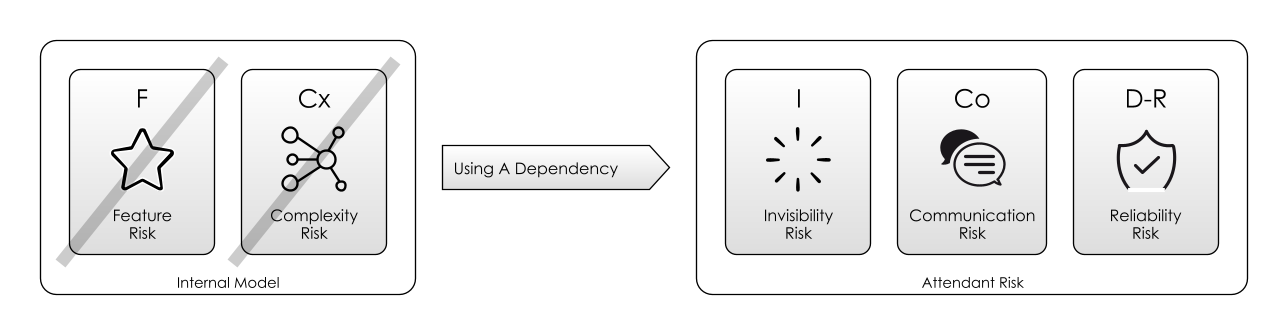 F
Feature
Risk
Cx
Complexity
Risk
Internal Model
Using A Dependency
I
Invisibility
Risk
Co
Communication
Risk
D-R
Reliability
Risk
Attendant Risk